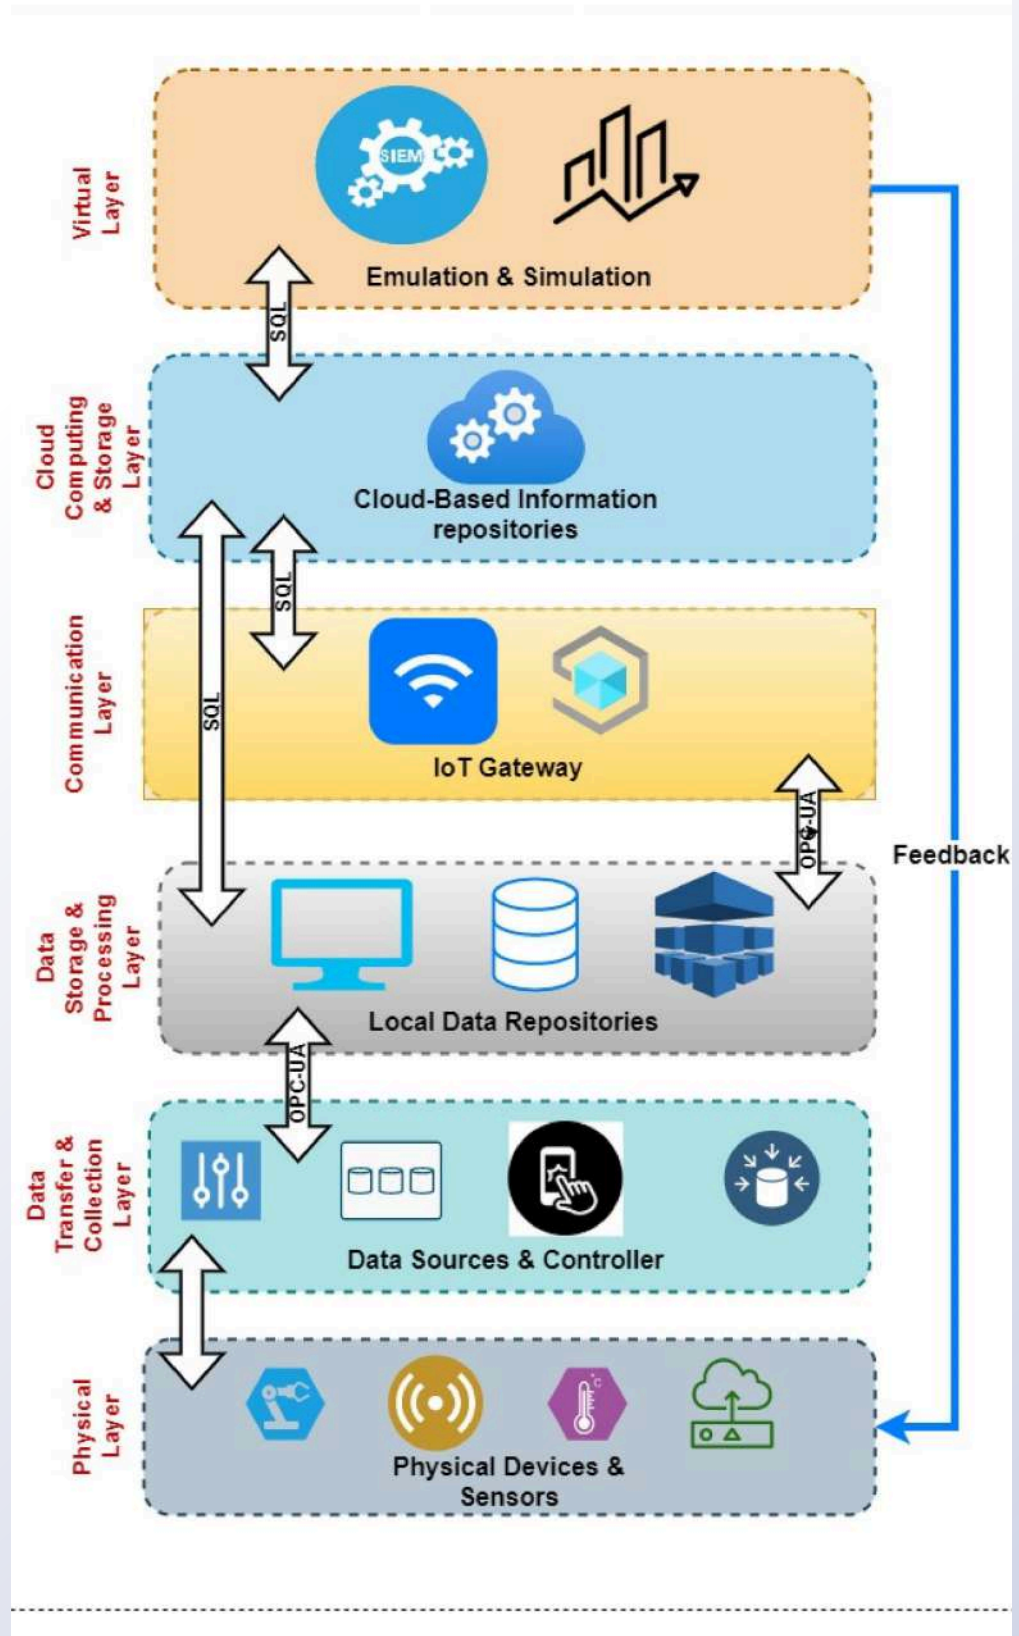 Virtual
Layer
SIEM
Emulation & Simulation
SQL
Cloud
Computing
& Storage
Layer
Cloud-Based Information
repositories
SQL
SQL
Communication
Layer
IoT Gateway
OPC-UA
Feedback
Data
Storage &
Processing
Layer
Local Data Repositories
OPC-UA
Data
Transfer &
Collection
Layer
Data Sources & Controller
Physical
Layer
°C
Physical Devices &
Sensors